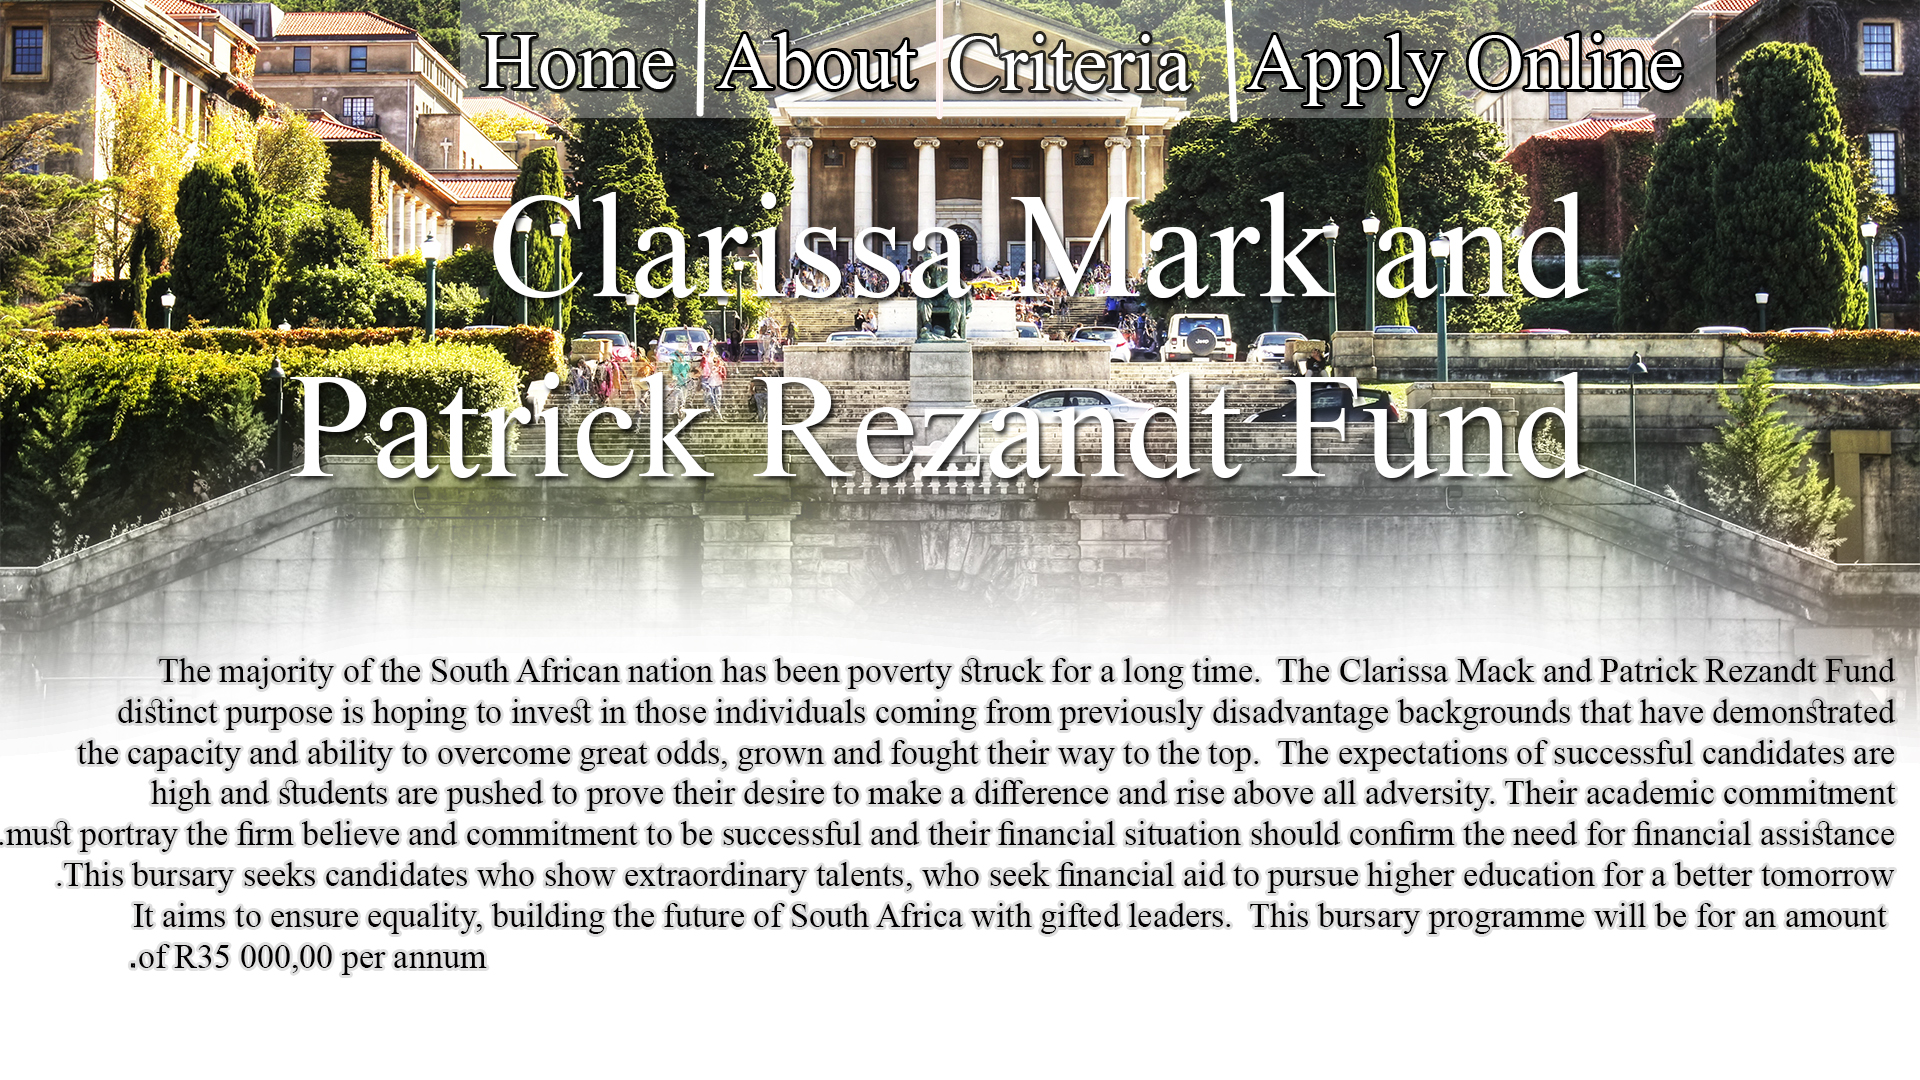 Home About Criteria Apply Online
Clarissa Mark and
Patrick Rezandt Fund
Jeep
The majority of the South African nation has been poverty struck for a long time.  The Clarissa Mack and Patrick Rezandt Fund
distinct purpose is hoping to invest in those individuals coming from previously disadvantage backgrounds that have demonstrated
the capacity and ability to overcome great odds, grown and fought their way to the top.  The expectations of successful candidates are
high and students are pushed to prove their desire to make a difference and rise above all adversity. Their academic commitment
.must portray the firm believe and commitment to be successful and their financial situation should confirm the need for financial assistance
.This bursary seeks candidates who show extraordinary talents, who seek financial aid to pursue higher education for a better tomorrow
It aims to ensure equality, building the future of South Africa with gifted leaders.  This bursary programme will be for an amount
.of R35 000,00 per annum